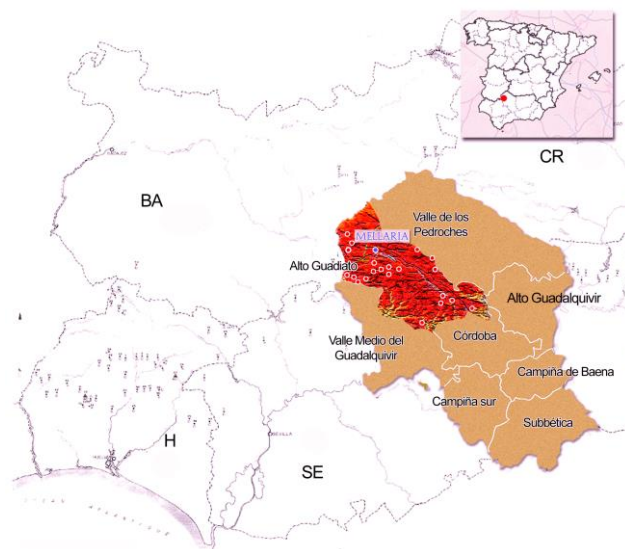 CR
BA
Valle de los
Pedroches
MELLARIA
Alto Guadiato
Alto Guadalquivir
Valle Medio del
Guadalquivir
Córdoba
Campiña de Baena
Campiña sur
Subbética
H
SE